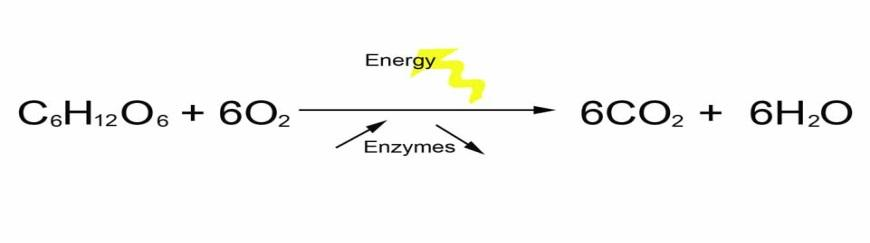 Energy
C₆H₁₂O₆ + 6O₂ 6CO₂ + 6H₂O
Enzymes